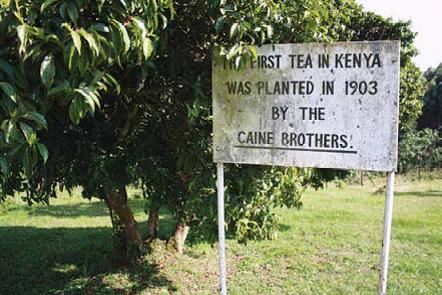 THE FIRST TEA IN KENYA
WAS PLANTED IN 1903
BY THE
CAINE BROTHERS.